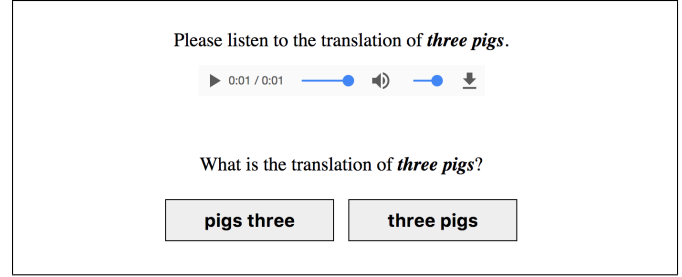 Please listen to the translation of three pigs.
0:01 / 0:01
What is the translation of three pigs?
pigs three
three pigs